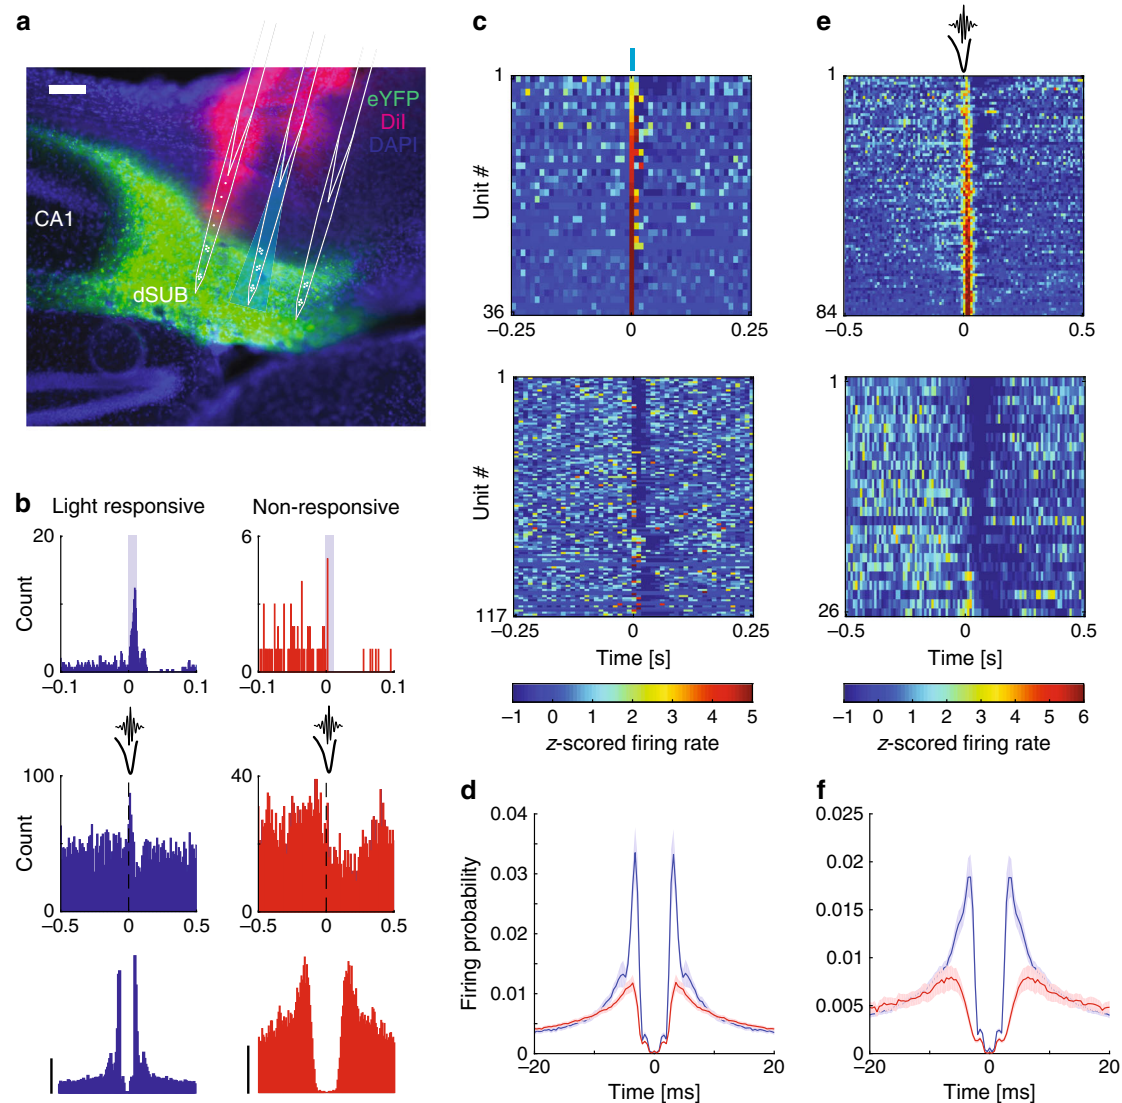 a
eYFP
DiI
DAPI
CA1
dSUB
b
Light responsive
Non-responsive
20
Count
0
–0.1
0
0.1
6
0
–0.1
0
0.1
100
Count
0
–0.5
0
0.5
40
0
–0.5
0
0.5
c
1
Unit #
36
–0.25
0
0.25
1
Unit #
117
–0.25
0
0.25
Time [s]
–1 0 1 2 3 4 5
z-scored firing rate
d
0.04
0.03
0.02
0.01
0
Firing probability
–20
0
20
Time [ms]
e
1
84
–0.5
0
0.5
1
26
–0.5
0
0.5
Time [s]
–1 0 1 2 3 4 5 6
z-scored firing rate
f
0.025
0.02
0.015
0.01
0.005
0
–20
0
20
Time [ms]